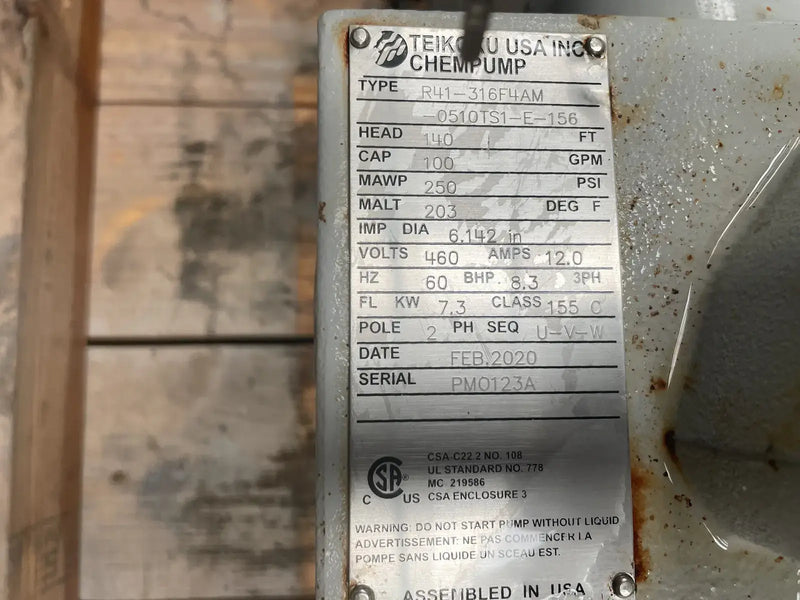 TEIKOKU USA INC
CHEMPUMP
TYPE R41-316F4AM
-0510TS1-E-156
HEAD 140 FT
CAP 100 GPM
MAWP 250 PSI
MALT 203 DEG F
IMP DIA 6.142 in
VOLTS 460 AMPS 12.0
HZ 60 BHP 8.3 3PH
FL KW 7.3 CLASS 155 C
POLE 2 PH SEQ U-V-W
DATE FEB.2020
SERIAL PM0123A
CSA-C22.2 NO. 108
UL STANDARD NO. 778
MC 219586
C CSA ® US CSA ENCLOSURE 3
WARNING: DO NOT START PUMP WITHOUT LIQUID
ADVERTISSEMENT: NE PAS COMMENCER LA
POMPE SANS LIQUIDE UN SCEAU EST.
ASSEMBLED IN USA